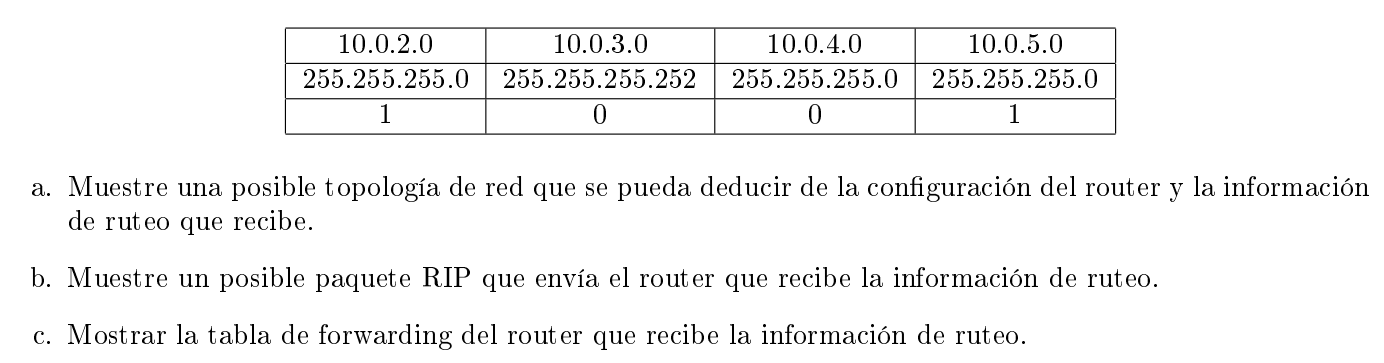 10.0.2.0 10.0.3.0 10.0.4.0 10.0.5.0
255.255.255.0 255.255.255.252 255.255.255.0 255.255.255.0
1 0 0 1
a. Muestre una posible topología de red que se pueda deducir de la configuración del router y la información
de ruteo que recibe.
b. Muestre un posible paquete RIP que envía el router que recibe la información de ruteo.
c. Mostrar la tabla de forwarding del router que recibe la información de ruteo.